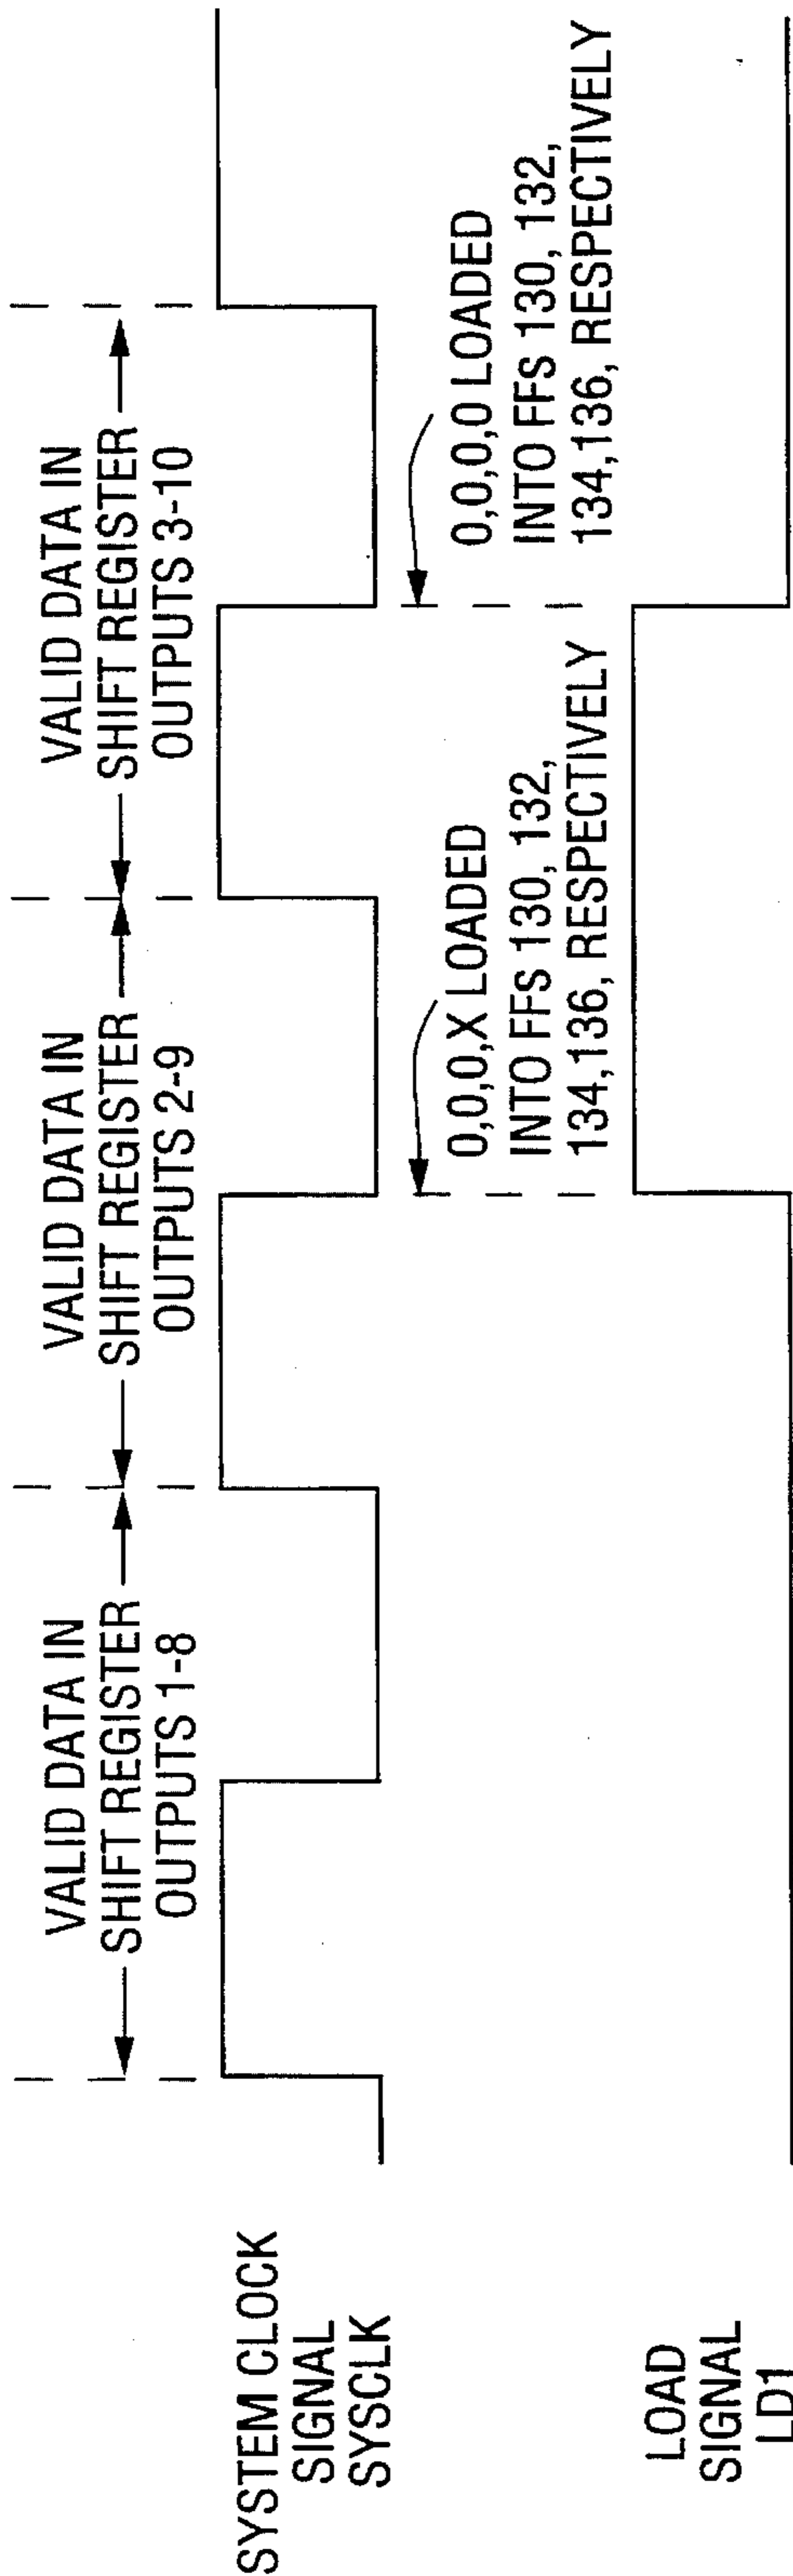 VALID DATA IN
SHIFT REGISTER
OUTPUTS 1-8
VALID DATA IN
SHIFT REGISTER
OUTPUTS 2-9
VALID DATA IN
SHIFT REGISTER
OUTPUTS 3-10
SYSTEM CLOCK
SIGNAL
SYSCLK
0,0,0,X LOADED
INTO FFS 130, 132,
134,136, RESPECTIVELY
0,0,0,0 LOADED
INTO FFS 130, 132,
134,136, RESPECTIVELY
LOAD
SIGNAL
LD1